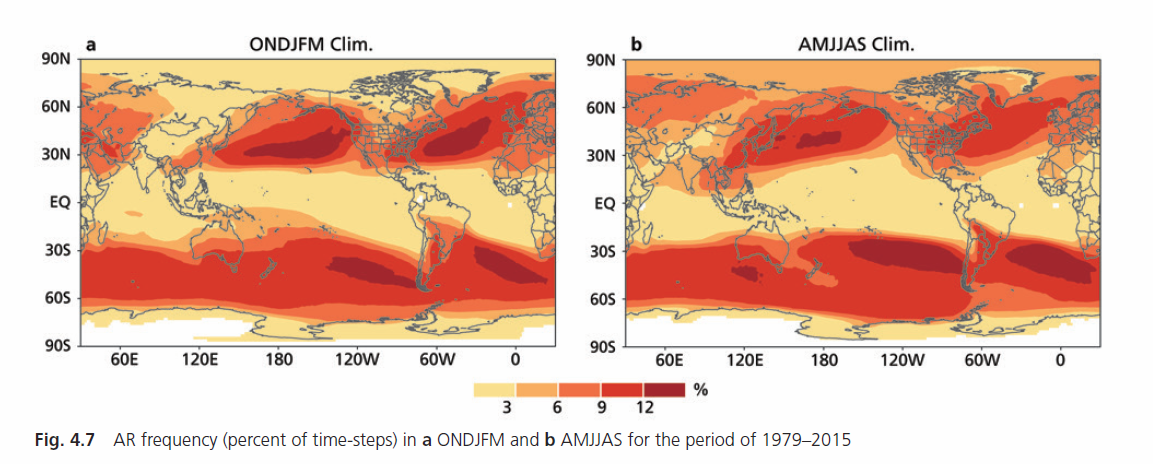 a ONDJFM Clim.
90N
60N
30N
EQ
30S
60S
90S
60E 120E 180 120W 60W 0
b AMJJAS Clim.
90N
60N
30N
EQ
30S
60S
90S
60E 120E 180 120W 60W 0
%
3 6 9 12
Fig. 4.7 AR frequency (percent of time-steps) in a ONDJFM and b AMJJAS for the period of 1979–2015